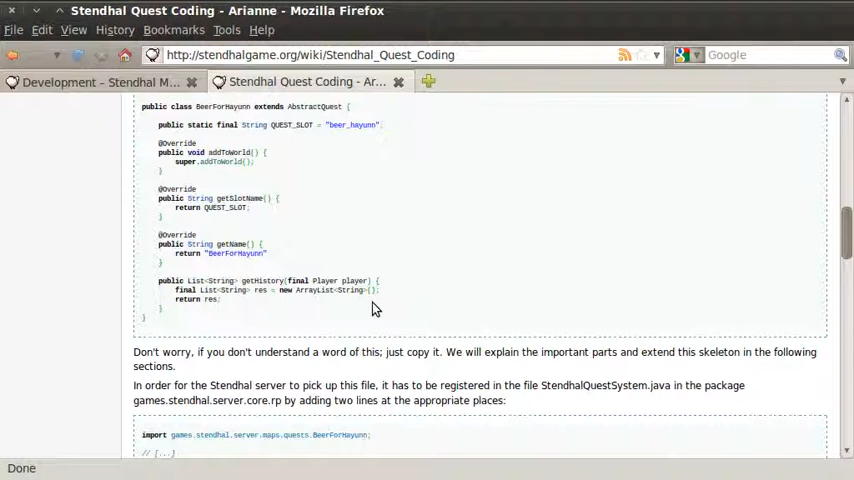 Stendhal Quest Coding - Arianne - Mozilla Firefox
File Edit View History Bookmarks Tools Help
http://stendhalgame.org/wiki/Stendhal_Quest_Coding
Google
Development – Stendhal M...
Stendhal Quest Coding - Ar...
public class BeerForHayunn extends AbstractQuest {
public static final String QUEST_SLOT = "beer_hayunn";
@Override
public void addToWorld() {
super.addToWorld();
}
@Override
public String getSlotName() {
return QUEST_SLOT;
}
@Override
public String getName() {
return "BeerForHayunn"
}
public List<String> getHistory(final Player player) {
final List<String> res = new ArrayList<String>();
return res;
}
}
Don't worry, if you don't understand a word of this; just copy it. We will explain the important parts and extend this skeleton in the following
sections.
In order for the Stendhal server to pick up this file, it has to be registered in the file StendhalQuestSystem.java in the package
games.stendhal.server.core.rp by adding two lines at the appropriate places:
import games.stendhal.server.maps.quests.BeerForHayunn;
// [...]
Done